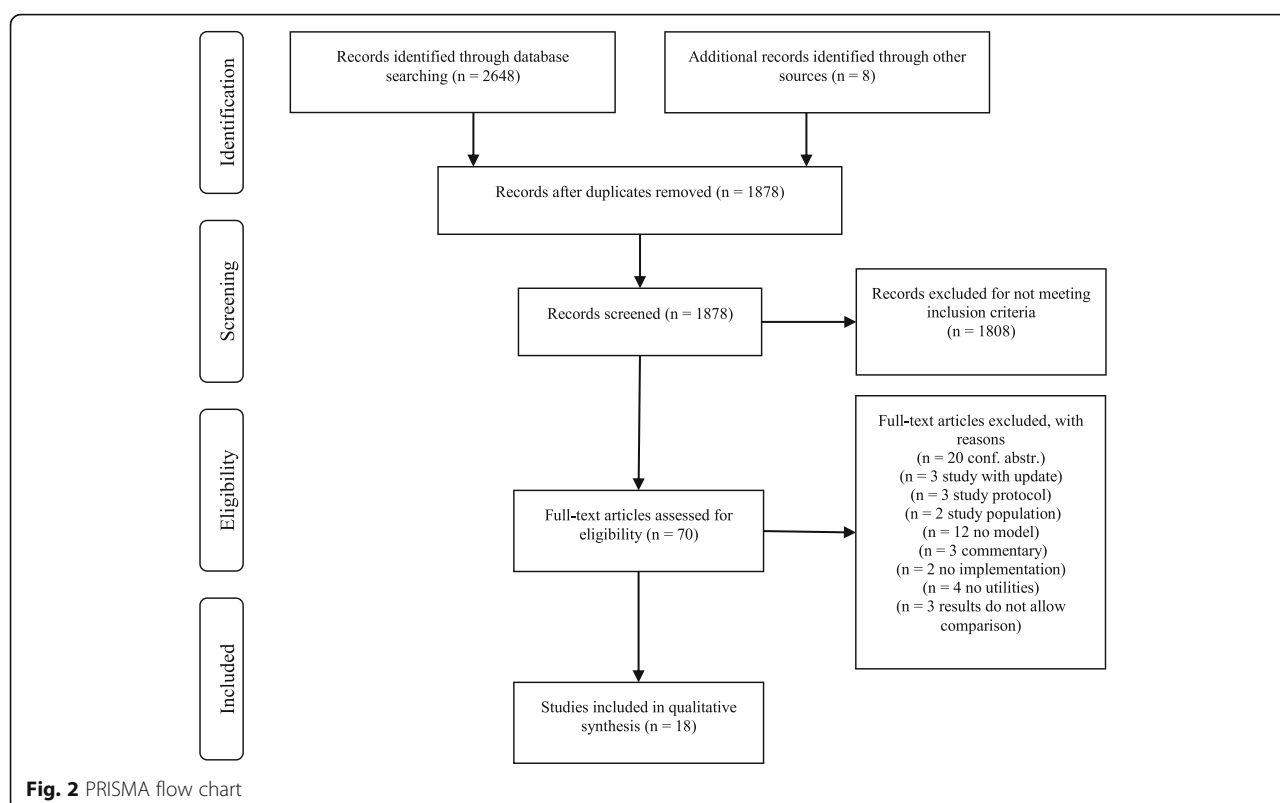 Identification
Records identified through database
searching (n = 2648)
Additional records identified through other
sources (n = 8)
Records after duplicates removed (n = 1878)
Screening
Records screened (n = 1878)
Records excluded for not meeting
inclusion criteria
(n = 1808)
Eligibility
Full-text articles assessed for
eligibility (n = 70)
Full-text articles excluded, with
reasons
(n = 20 conf. abstr.)
(n = 3 study with update)
(n = 3 study protocol)
(n = 2 study population)
(n = 12 no model)
(n = 3 commentary)
(n = 2 no implementation)
(n = 4 no utilities)
(n = 3 results do not allow
comparison)
Included
Studies included in qualitative
synthesis (n = 18)
Fig. 2 PRISMA flow chart